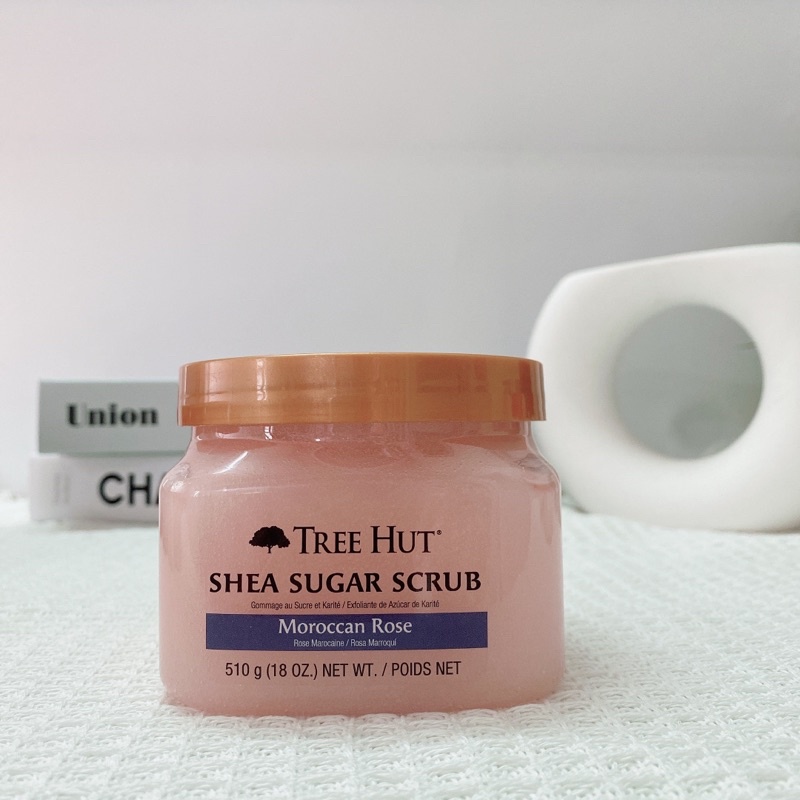 Union
CHA
TREE HUT®
SHEA SUGAR SCRUB
Gommage au Sucre et Karité / Exfoliante de Azúcar de Karité
Moroccan Rose
Rose Marocaine / Rosa Marroquí
510 g (18 OZ.) NET WT. / POIDS NET